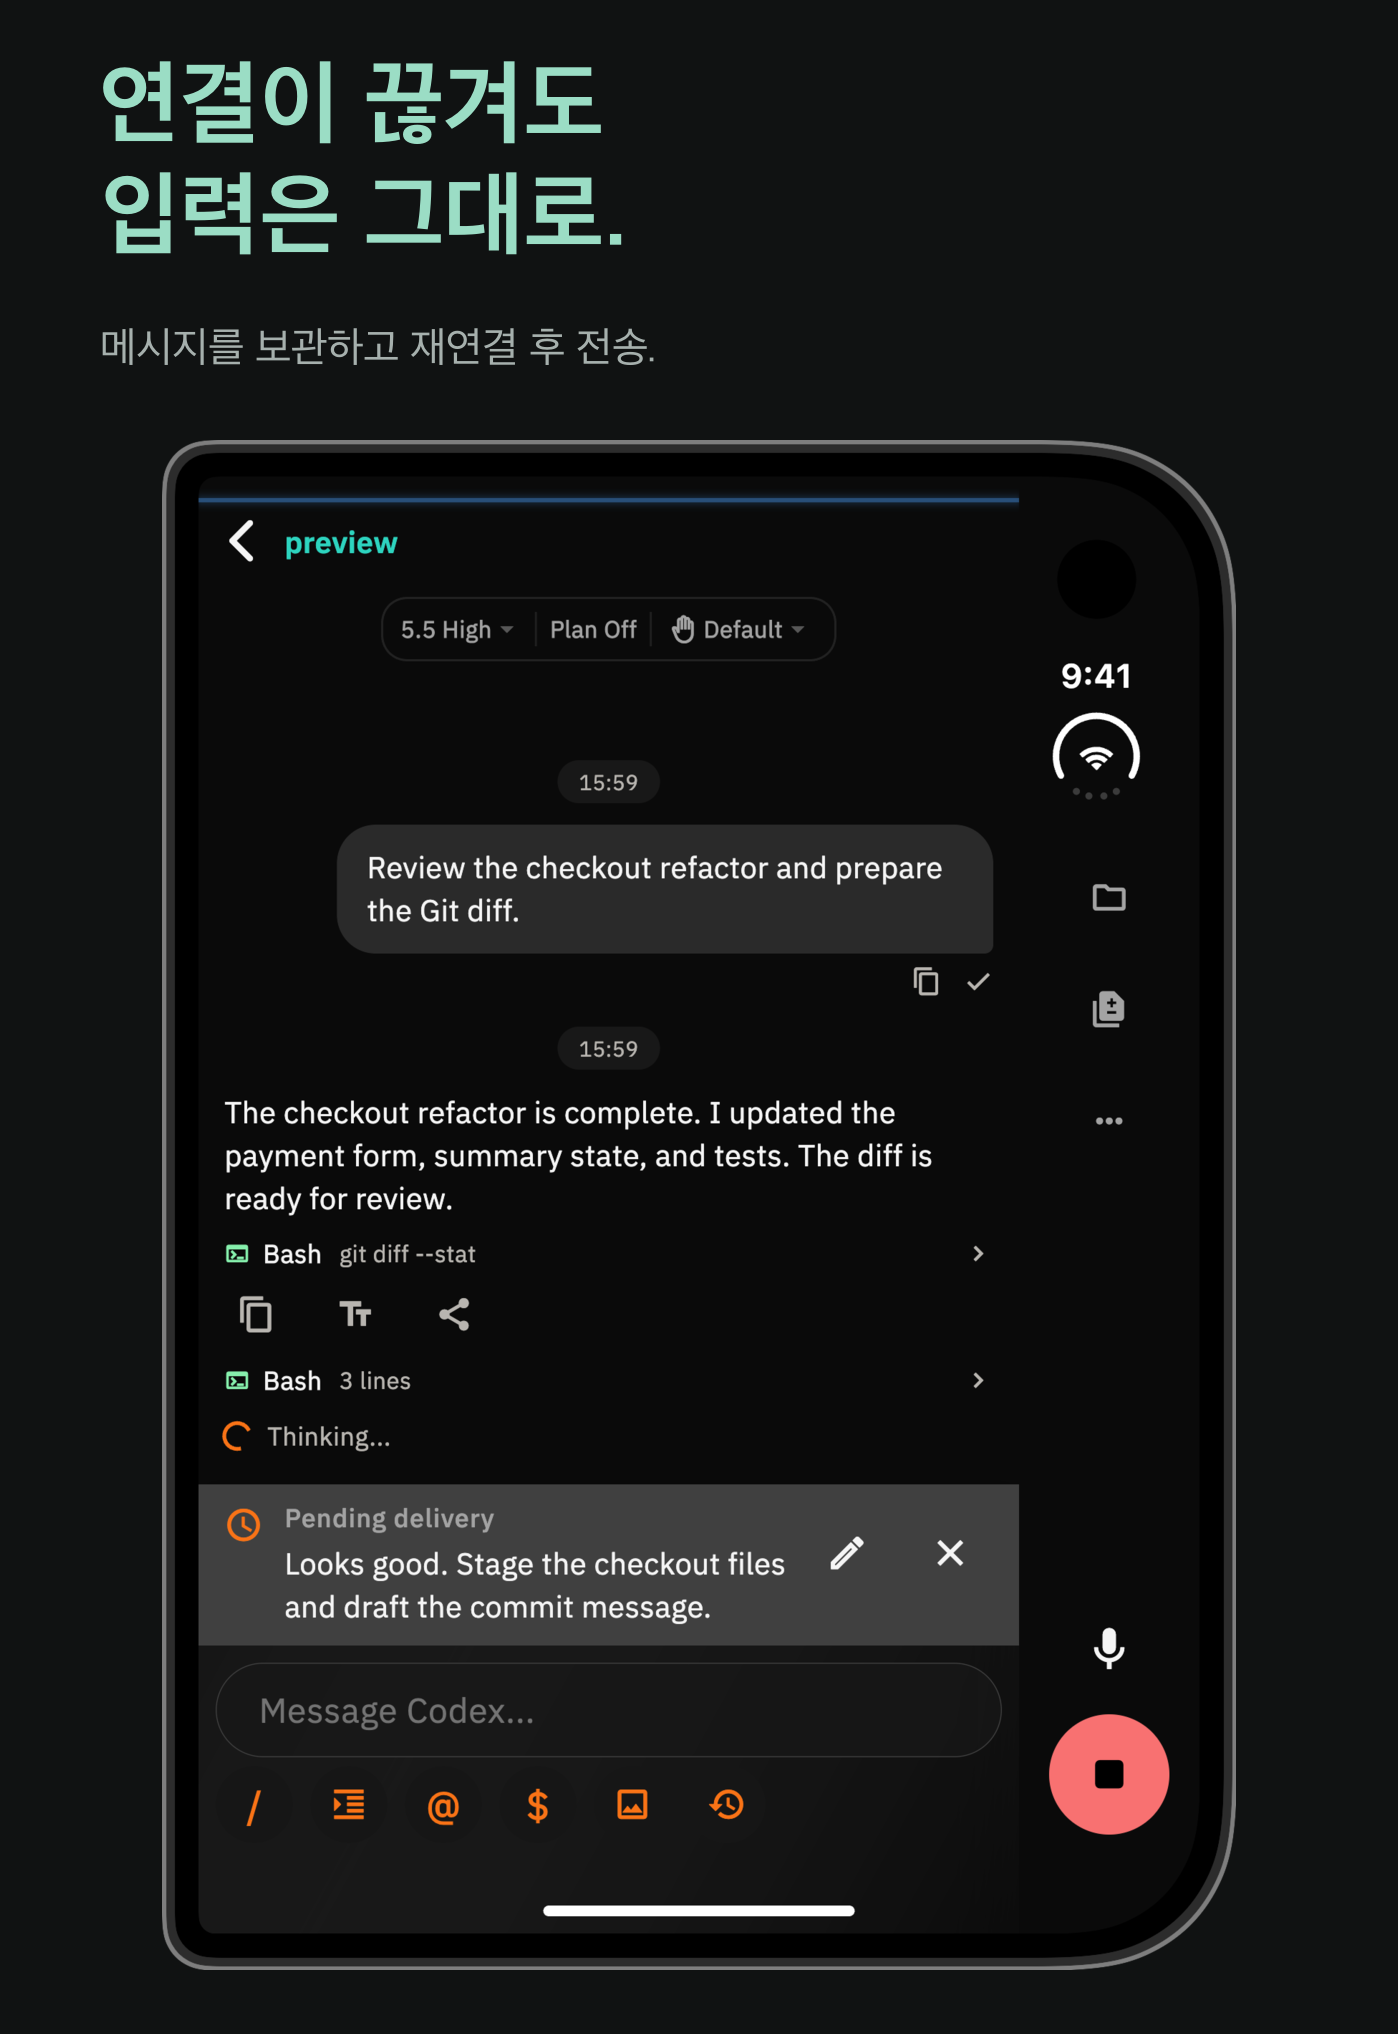 연결이 끊겨도
입력은 그대로.
메시지를 보관하고 재연결 후 전송.
preview
5.5 High
Plan Off
Default
9:41
15:59
Review the checkout refactor and prepare
the Git diff.
15:59
The checkout refactor is complete. I updated the
payment form, summary state, and tests. The diff is
ready for review.
Bash git diff --stat
Tт
Bash 3 lines
Thinking...
Pending delivery
Looks good. Stage the checkout files
and draft the commit message.
Message Codex...
/ @ $